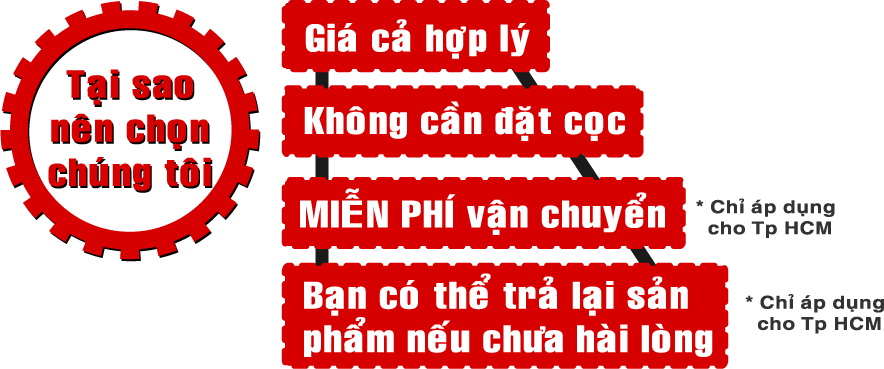 Tại sao
nên chọn
chúng tôi
Giá cả hợp lý
Không cần đặt cọc
MIỄN PHÍ vận chuyển
* Chỉ áp dụng
cho Tp HCM
Bạn có thể trả lại sản
phẩm nếu chưa hài lòng
* Chỉ áp dụng
cho Tp HCM